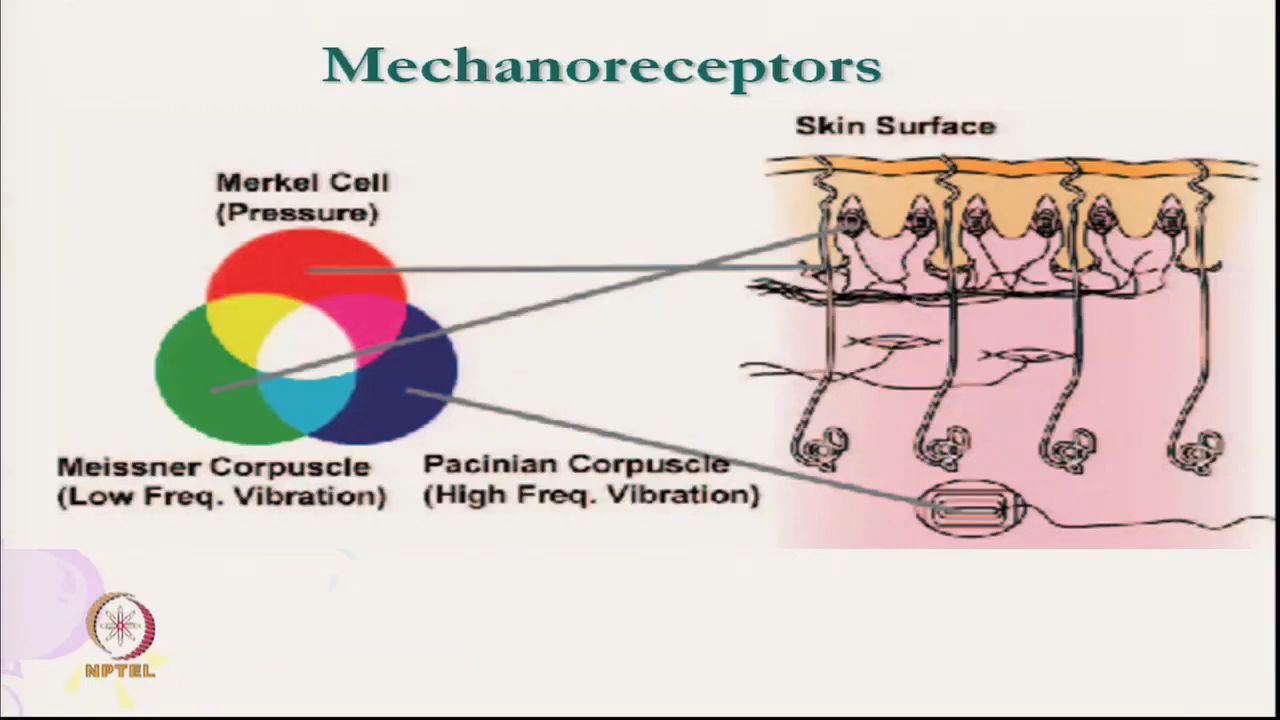 Mechanoreceptors
Skin Surface
Merkel Cell
(Pressure)
Meissner Corpuscle
(Low Freq. Vibration)
Pacinian Corpuscle
(High Freq. Vibration)
NPTEL